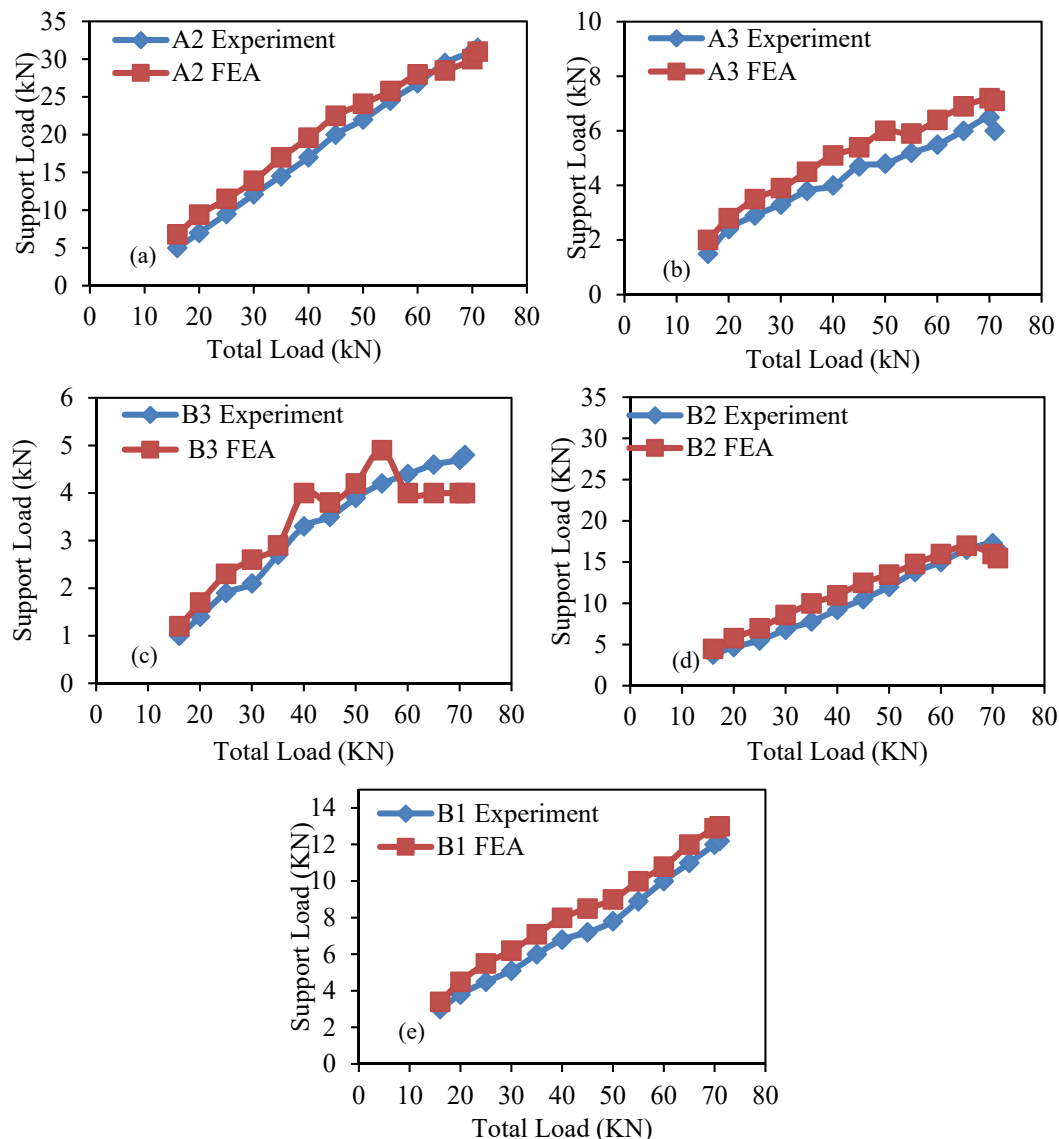 A2 Experiment
A2 FEA
Support Load (kN)
35
30
25
20
15
10
5
0
(a)
0 10 20 30 40 50 60 70 80
Total Load (kN)
A3 Experiment
A3 FEA
Support Load (kN)
10
8
6
4
2
0
(b)
0 10 20 30 40 50 60 70 80
Total Load (kN)
B3 Experiment
B3 FEA
Support Load (kN)
6
5
4
3
2
1
0
(c)
0 10 20 30 40 50 60 70 80
Total Load (KN)
B2 Experiment
B2 FEA
Support Load (KN)
35
30
25
20
15
10
5
0
(d)
0 10 20 30 40 50 60 70 80
Total Load (KN)
B1 Experiment
B1 FEA
Support Load (KN)
14
12
10
8
6
4
2
0
(e)
0 10 20 30 40 50 60 70 80
Total Load (KN)